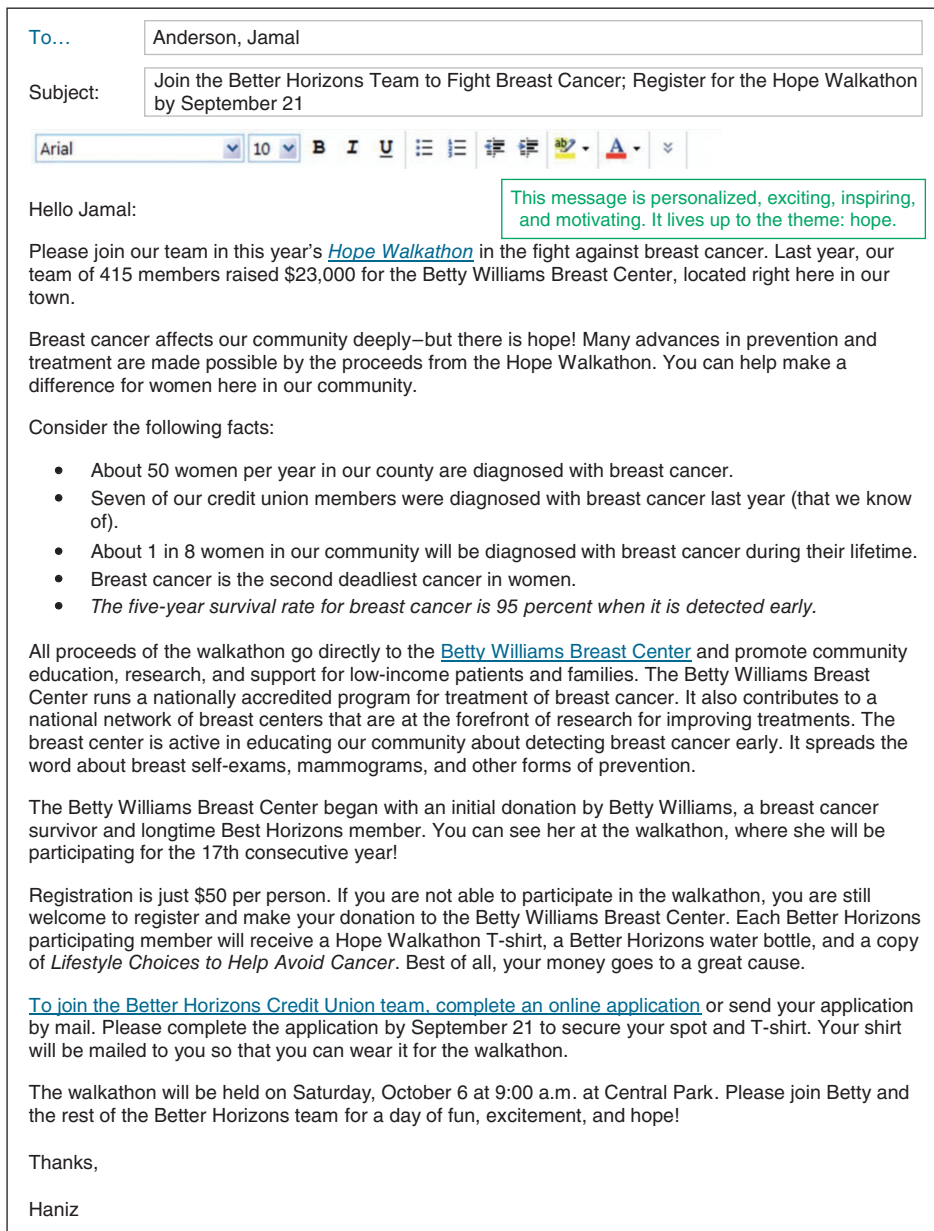 To…
Anderson, Jamal
Subject:
Join the Better Horizons Team to Fight Breast Cancer; Register for the Hope Walkathon
by September 21
Arial
10
B I U
ab
A
This message is personalized, exciting, inspiring,
and motivating. It lives up to the theme: hope.
Hello Jamal:
Please join our team in this year's Hope Walkathon in the fight against breast cancer. Last year, our
team of 415 members raised $23,000 for the Betty Williams Breast Center, located right here in our
town.
Breast cancer affects our community deeply–but there is hope! Many advances in prevention and
treatment are made possible by the proceeds from the Hope Walkathon. You can help make a
difference for women here in our community.
Consider the following facts:
• About 50 women per year in our county are diagnosed with breast cancer.
• Seven of our credit union members were diagnosed with breast cancer last year (that we know
of).
• About 1 in 8 women in our community will be diagnosed with breast cancer during their lifetime.
• Breast cancer is the second deadliest cancer in women.
• The five-year survival rate for breast cancer is 95 percent when it is detected early.
All proceeds of the walkathon go directly to the Betty Williams Breast Center and promote community
education, research, and support for low-income patients and families. The Betty Williams Breast
Center runs a nationally accredited program for treatment of breast cancer. It also contributes to a
national network of breast centers that are at the forefront of research for improving treatments. The
breast center is active in educating our community about detecting breast cancer early. It spreads the
word about breast self-exams, mammograms, and other forms of prevention.
The Betty Williams Breast Center began with an initial donation by Betty Williams, a breast cancer
survivor and longtime Best Horizons member. You can see her at the walkathon, where she will be
participating for the 17th consecutive year!
Registration is just $50 per person. If you are not able to participate in the walkathon, you are still
welcome to register and make your donation to the Betty Williams Breast Center. Each Better Horizons
participating member will receive a Hope Walkathon T-shirt, a Better Horizons water bottle, and a copy
of Lifestyle Choices to Help Avoid Cancer. Best of all, your money goes to a great cause.
To join the Better Horizons Credit Union team, complete an online application or send your application
by mail. Please complete the application by September 21 to secure your spot and T-shirt. Your shirt
will be mailed to you so that you can wear it for the walkathon.
The walkathon will be held on Saturday, October 6 at 9:00 a.m. at Central Park. Please join Betty and
the rest of the Better Horizons team for a day of fun, excitement, and hope!
Thanks,
Haniz